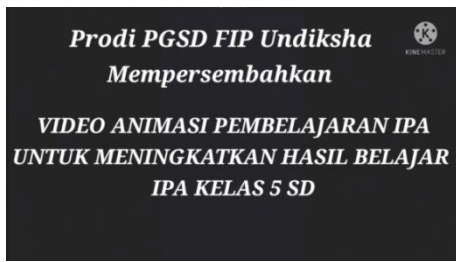 Prodi PGSD FIP Undiksha
KINEMASTER
Mempersembahkan
VIDEO ANIMASI PEMBELAJARAN IPA
UNTUK MENINGKATKAN HASIL BELAJAR
IPA KELAS 5 SD